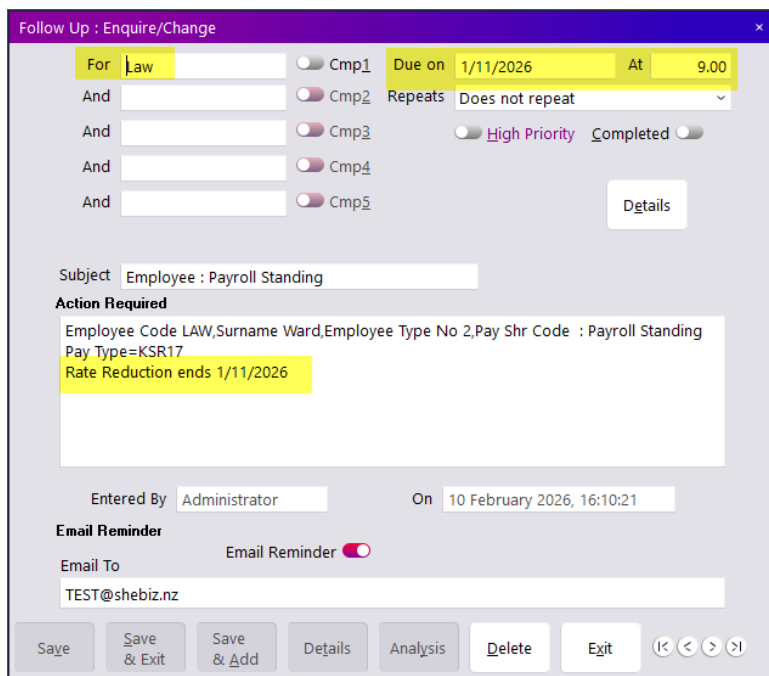 Follow Up : Enquire/Change ×
For Law Cmp1 Due on 1/11/2026 At 9.00
And Cmp2 Repeats Does not repeat
And Cmp3 High Priority Completed
And Cmp4
And Cmp5 Details
Subject Employee : Payroll Standing
Action Required
Employee Code LAW,Surname Ward,Employee Type No 2,Pay Shr Code : Payroll Standing
Pay Type=KSR17
Rate Reduction ends 1/11/2026
Entered By Administrator On 10 February 2026, 16:10:21
Email Reminder
Email Reminder
Email To
TEST@shebiz.nz
Save Save & Exit Save & Add Details Analysis Delete Exit